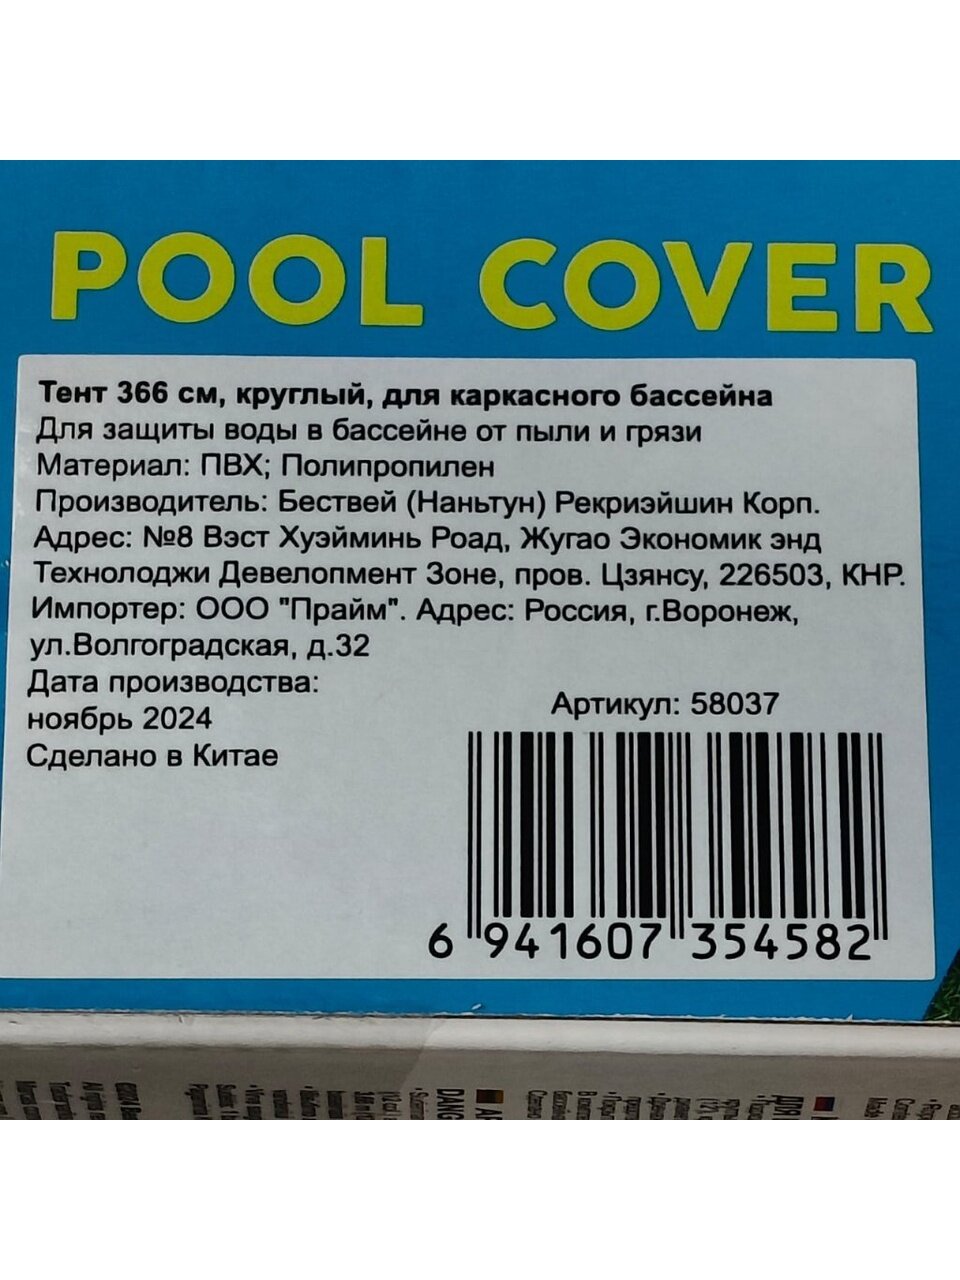 POOL COVER
Тент 366 см, круглый, для каркасного бассейна
Для защиты воды в бассейне от пыли и грязи
Материал: ПВХ; Полипропилен
Производитель: Бествей (Наньтун) Рекриэйшин Корп.
Адрес: №8 Вэст Хуэйминь Роад, Жугао Экономик энд
Технолоджи Девелопмент Зоне, пров. Цзянсу, 226503, КНР.
Импортер: ООО "Прайм". Адрес: Россия, г.Воронеж,
ул.Волгоградская, д.32
Дата производства:
ноябрь 2024
Сделано в Китае
Артикул: 58037
6 941607 354582